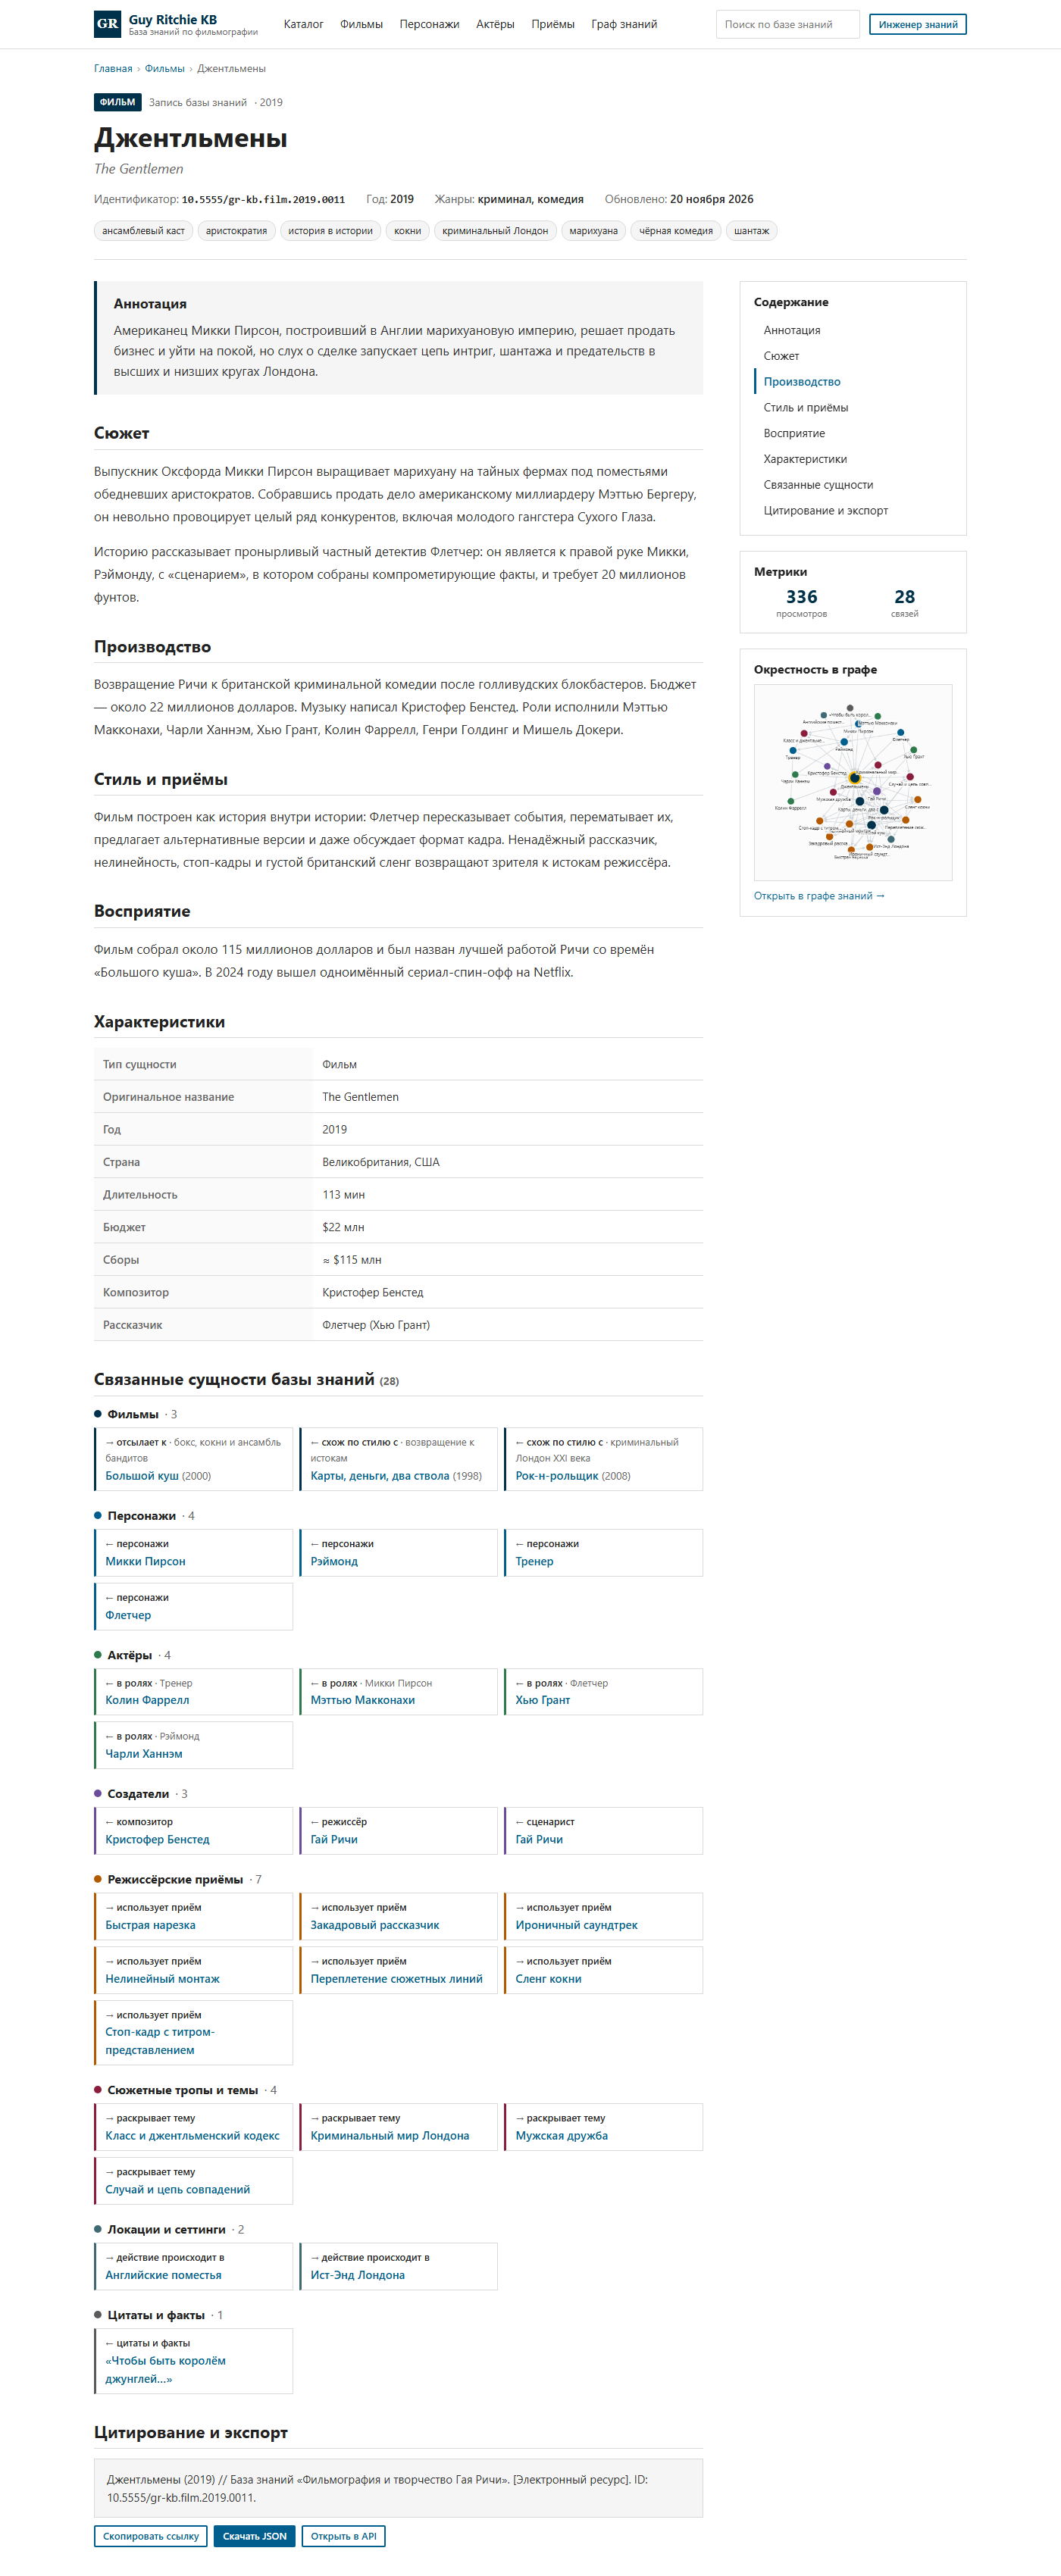 GR
Guy Ritchie KB
База знаний по фильмографии
Каталог
Фильмы
Персонажи
Актёры
Приёмы
Граф знаний
Поиск по базе знаний
Инженер знаний
Главная › Фильмы › Джентльмены
ФИЛЬМ Запись базы знаний · 2019
Джентльмены
The Gentlemen
Идентификатор: 10.5555/gr-kb.film.2019.0011 Год: 2019 Жанры: криминал, комедия Обновлено: 20 ноября 2026
ансамблевый каст
аристократия
история в истории
кокни
криминальный Лондон
марихуана
чёрная комедия
шантаж
Аннотация
Американец Микки Пирсон, построивший в Англии марихуановую империю, решает продать
бизнес и уйти на покой, но слух о сделке запускает цепь интриг, шантажа и предательств в
высших и низших кругах Лондона.
Сюжет
Выпускник Оксфорда Микки Пирсон выращивает марихуану на тайных фермах под поместьями
обедневших аристократов. Собравшись продать дело американскому миллиардеру Мэттью Бергеру,
он невольно провоцирует целый ряд конкурентов, включая молодого гангстера Сухого Глаза.
Историю рассказывает пронырливый частный детектив Флетчер: он является к правой руке Микки,
Рэймонду, с «сценарием», в котором собраны компрометирующие факты, и требует 20 миллионов
фунтов.
Производство
Возвращение Ричи к британской криминальной комедии после голливудских блокбастеров. Бюджет
— около 22 миллионов долларов. Музыку написал Кристофер Бенстед. Роли исполнили Мэттью
Макконахи, Чарли Ханнэм, Хью Грант, Колин Фаррелл, Генри Голдинг и Мишель Докери.
Стиль и приёмы
Фильм построен как история внутри истории: Флетчер пересказывает события, перематывает их,
предлагает альтернативные версии и даже обсуждает формат кадра. Ненадёжный рассказчик,
нелинейность, стоп-кадры и густой британский сленг возвращают зрителя к истокам режиссёра.
Восприятие
Фильм собрал около 115 миллионов долларов и был назван лучшей работой Ричи со времён
«Большого куша». В 2024 году вышел одноимённый сериал-спин-офф на Netflix.
Характеристики
Тип сущности Фильм
Оригинальное название The Gentlemen
Год 2019
Страна Великобритания, США
Длительность 113 мин
Бюджет $22 млн
Сборы ≈ $115 млн
Композитор Кристофер Бенстед
Рассказчик Флетчер (Хью Грант)
Связанные сущности базы знаний (28)
Фильмы · 3
→ отсылает к · бокс, кокни и ансамбль
бандитов
Большой куш (2000)
← схож по стилю с · возвращение к
истокам
Карты, деньги, два ствола (1998)
← схож по стилю с · криминальный
Лондон XXI века
Рок-н-рольщик (2008)
Персонажи · 4
← персонажи
Микки Пирсон
← персонажи
Рэймонд
← персонажи
Тренер
← персонажи
Флетчер
Актёры · 4
← в ролях · Тренер
Колин Фаррелл
← в ролях · Микки Пирсон
Мэттью Макконахи
← в ролях · Флетчер
Хью Грант
← в ролях · Рэймонд
Чарли Ханнэм
Создатели · 3
← композитор
Кристофер Бенстед
← режиссёр
Гай Ричи
← сценарист
Гай Ричи
Режиссёрские приёмы · 7
→ использует приём
Быстрая нарезка
→ использует приём
Закадровый рассказчик
→ использует приём
Ироничный саундтрек
→ использует приём
Нелинейный монтаж
→ использует приём
Переплетение сюжетных линий
→ использует приём
Сленг кокни
→ использует приём
Стоп-кадр с титром-
представлением
Сюжетные тропы и темы · 4
→ раскрывает тему
Класс и джентльменский кодекс
→ раскрывает тему
Криминальный мир Лондона
→ раскрывает тему
Мужская дружба
→ раскрывает тему
Случай и цепь совпадений
Локации и сеттинги · 2
→ действие происходит в
Английские поместья
→ действие происходит в
Ист-Энд Лондона
Цитаты и факты · 1
← цитаты и факты
«Чтобы быть королём
джунглей...»
Цитирование и экспорт
Джентльмены (2019) // База знаний «Фильмография и творчество Гая Ричи». [Электронный ресурс]. ID:
10.5555/gr-kb.film.2019.0011.
Скопировать ссылку
Скачать JSON
Открыть в API
Содержание
Аннотация
Сюжет
Производство
Стиль и приёмы
Восприятие
Характеристики
Связанные сущности
Цитирование и экспорт
Метрики
336
просмотров
28
связей
Окрестность в графе
Микки Пирсон
Флетчер
Рэймонд
Тренер
Хью Грант
Кристофер Бенстед
Чарли Ханнэм
Джентльмены
Мужская дружба
Гай Ричи
Колин Фаррелл
Сленг кокни
Открыть в графе знаний →